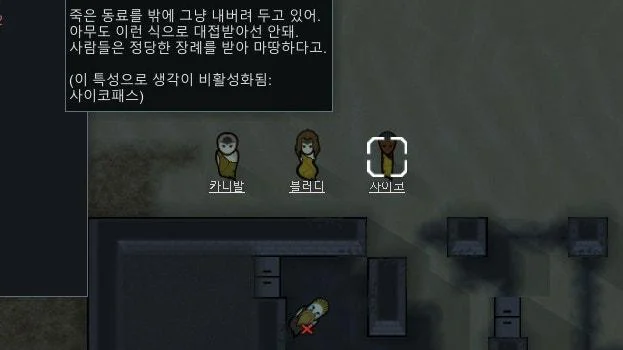 죽은 동료를 밖에 그냥 내버려 두고 있어.
아무도 이런 식으로 대접받아선 안돼.
사람들은 정당한 장례를 받아 마땅하다고.
(이 특성으로 생각이 비활성화됨:
사이코패스)
카니발 블러디 사이코